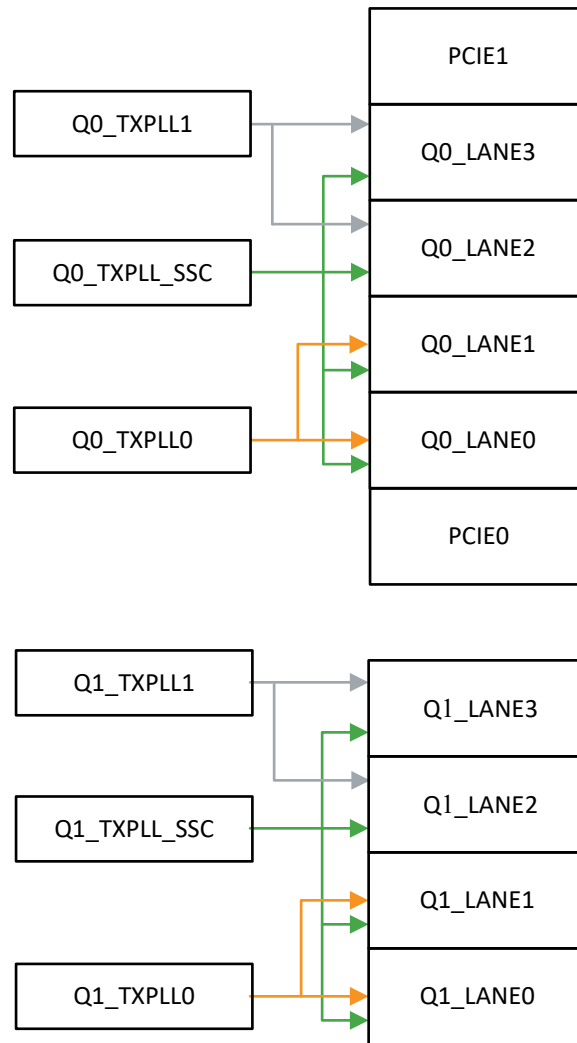 PCIE1
Q0_TXPLL1
Q0_LANE3
Q0_LANE2
Q0_TXPLL_SSC
Q0_LANE1
Q0_TXPLL0
Q0_LANE0
PCIE0
Q1_TXPLL1
Q1_LANE3
Q1_LANE2
Q1_TXPLL_SSC
Q1_LANE1
Q1_TXPLL0
Q1_LANE0